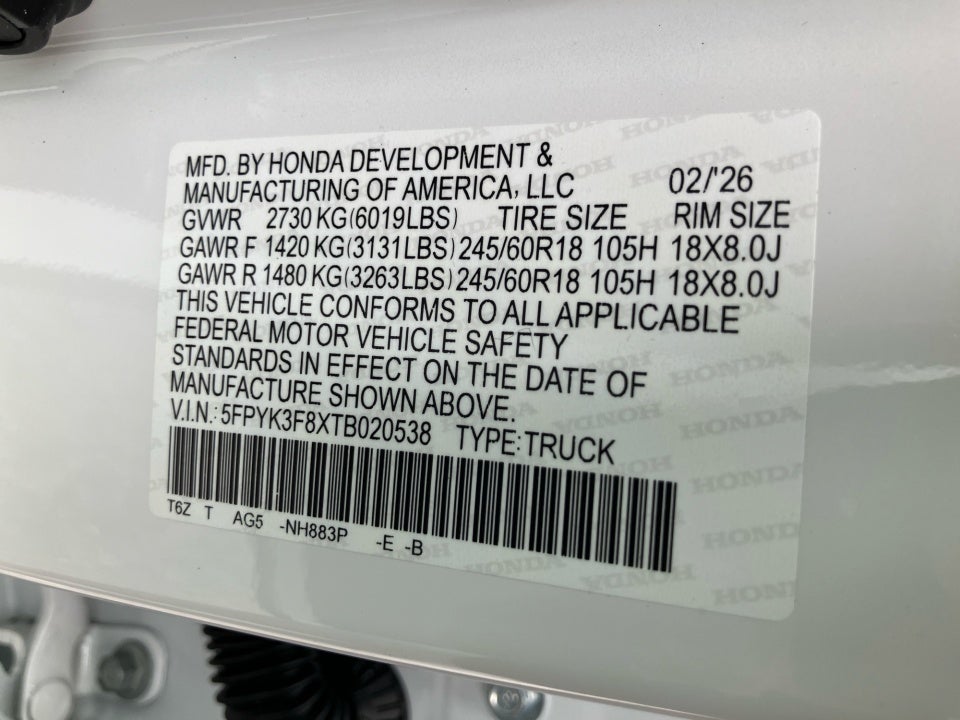 MFD. BY HONDA DEVELOPMENT &
MANUFACTURING OF AMERICA, LLC 02/'26
GVWR 2730 KG(6019LBS) TIRE SIZE RIM SIZE
GAWR F 1420 KG(3131LBS) 245/60R18 105H 18X8.0J
GAWR R 1480 KG(3263LBS) 245/60R18 105H 18X8.0J
THIS VEHICLE CONFORMS TO ALL APPLICABLE
FEDERAL MOTOR VEHICLE SAFETY
STANDARDS IN EFFECT ON THE DATE OF
MANUFACTURE SHOWN ABOVE.
V.I.N.: 5FPYK3F8XTB020538 TYPE:TRUCK
T6Z T AG5 -NH883P -E -B